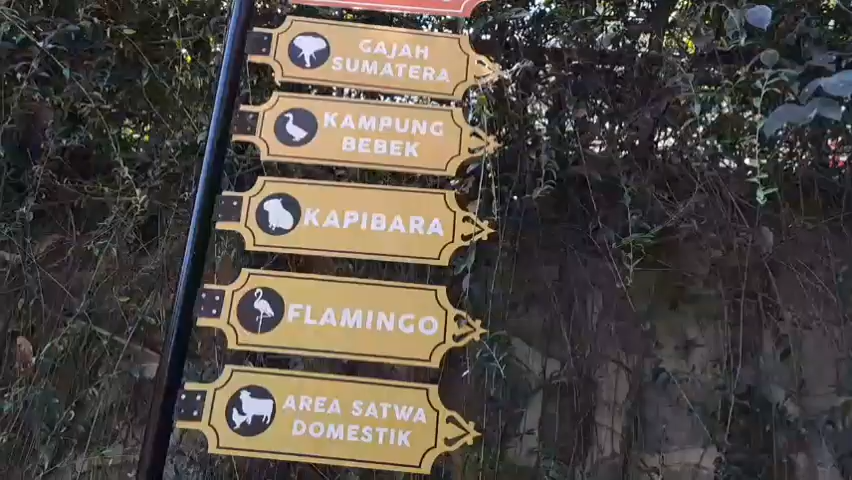 GAJAH
SUMATERA
KAMPUNG
BEBEK
KAPIBARA
FLAMINGO
AREA SATWA
DOMESTIK